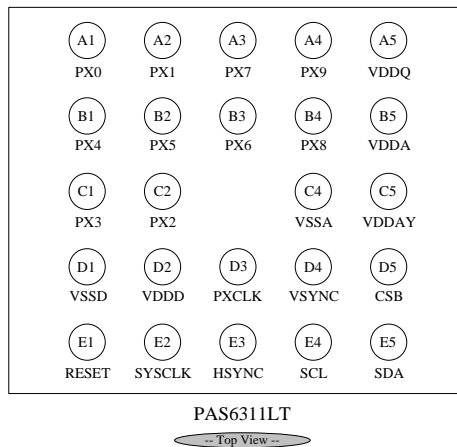 A1 A2 A3 A4 A5
PX0 PX1 PX7 PX9 VDDQ
B1 B2 B3 B4 B5
PX4 PX5 PX6 PX8 VDDA
C1 C2 C4 C5
PX3 PX2 VSSA VDDAY
D1 D2 D3 D4 D5
VSSD VDDD PXCLK VSYNC CSB
E1 E2 E3 E4 E5
RESET SYSCLK HSYNC SCL SDA
PAS6311LT
-- Top View --